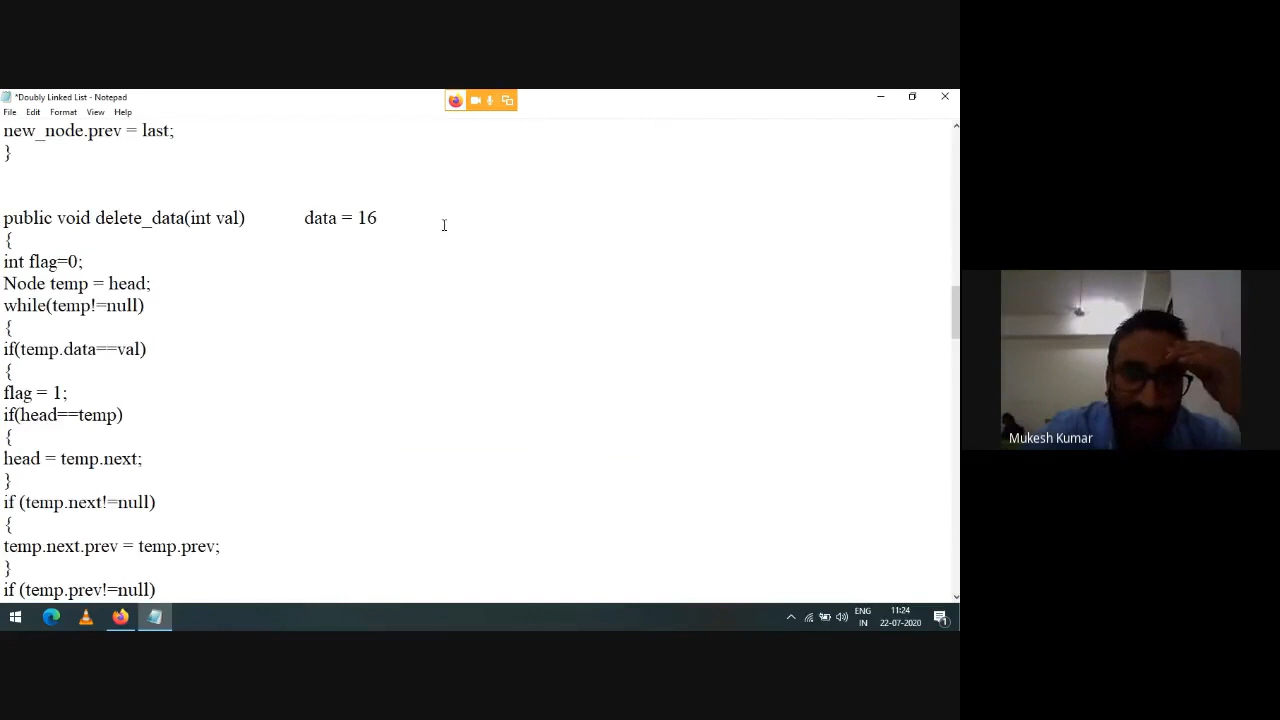 *Doubly Linked List - Notepad
File Edit Format View Help
new_node.prev = last;
}
public void delete_data(int val) data = 16
{
int flag=0;
Node temp = head;
while(temp!=null)
{
if(temp.data==val)
{
flag = 1;
if(head==temp)
{
head = temp.next;
}
if (temp.next!=null)
{
temp.next.prev = temp.prev;
}
if (temp.prev!=null)
Mukesh Kumar
ENG
IN
11:24
22-07-2020
1